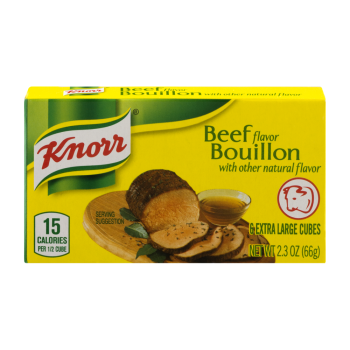 Beef flavor
Bouillon
with other natural flavor
Knorr
Beef flavor
Bouillon
with other natural flavor
15
CALORIES
PER 1/2 CUBE
SERVING
SUGGESTION
6 EXTRA LARGE CUBES
NET WT. 2.3 OZ (66g)